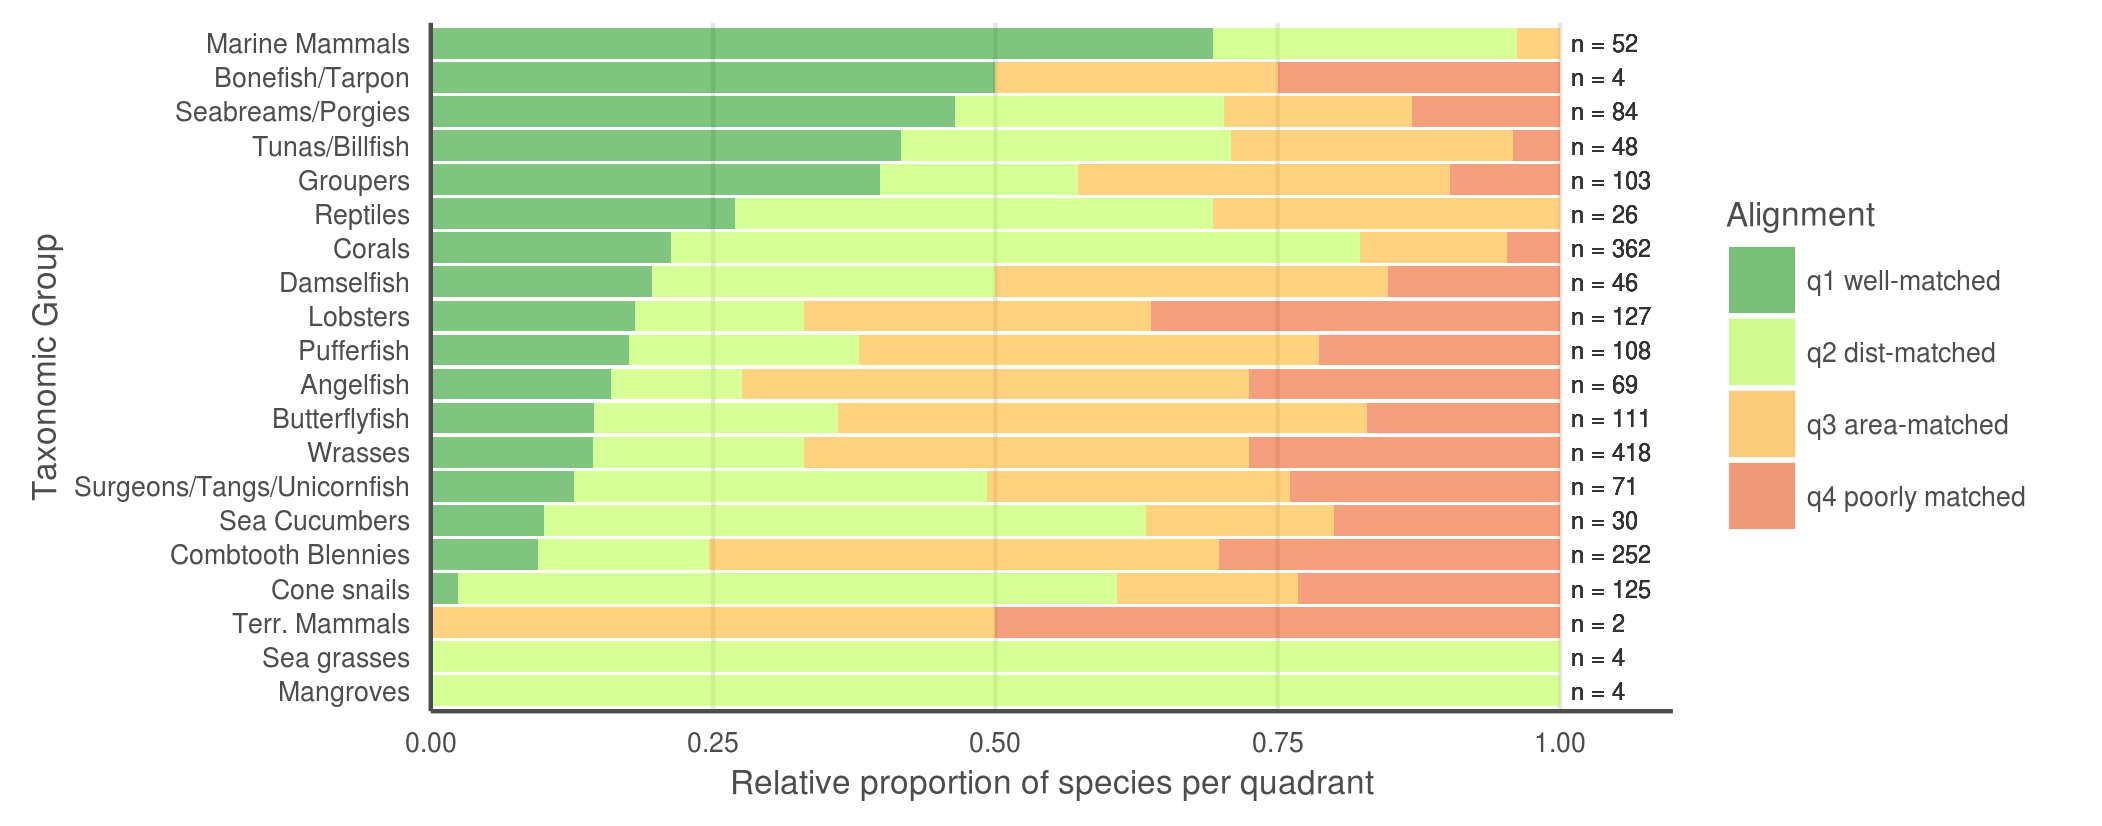 Taxonomic Group
Marine Mammals n = 52
Bonefish/Tarpon n = 4
Seabreams/Porgies n = 84
Tunas/Billfish n = 48
Groupers n = 103
Reptiles n = 26
Corals n = 362
Damselfish n = 46
Lobsters n = 127
Pufferfish n = 108
Angelfish n = 69
Butterflyfish n = 111
Wrasses n = 418
Surgeons/Tangs/Unicornfish n = 71
Sea Cucumbers n = 30
Combtooth Blennies n = 252
Cone snails n = 125
Terr. Mammals n = 2
Sea grasses n = 4
Mangroves n = 4
0.00 0.25 0.50 0.75 1.00
Relative proportion of species per quadrant
Alignment
q1 well-matched
q2 dist-matched
q3 area-matched
q4 poorly matched